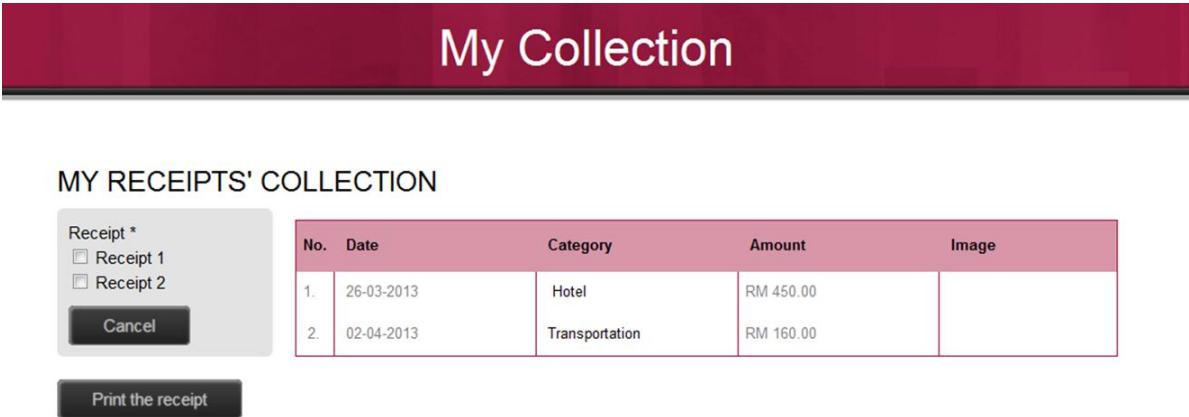 My Collection
MY RECEIPTS' COLLECTION
Receipt *
Receipt 1
Receipt 2
Cancel
No. Date Category Amount Image
1. 26-03-2013 Hotel RM 450.00
2. 02-04-2013 Transportation RM 160.00
Print the receipt